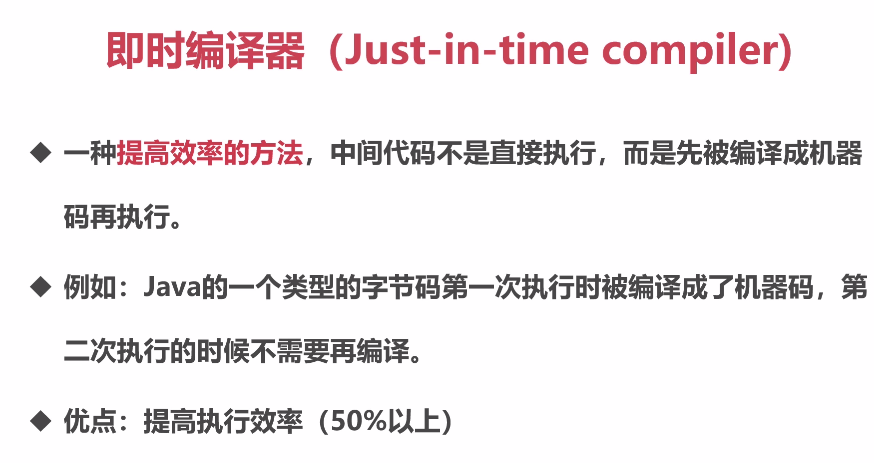 即时编译器（Just-in-time compiler)
◆ 一种提高效率的方法，中间代码不是直接执行，而是先被编译成机器
码再执行。
◆ 例如：Java的一个类型的字节码第一次执行时被编译成了机器码，第
二次执行的时候不需要再编译。
◆ 优点：提高执行效率（50%以上）